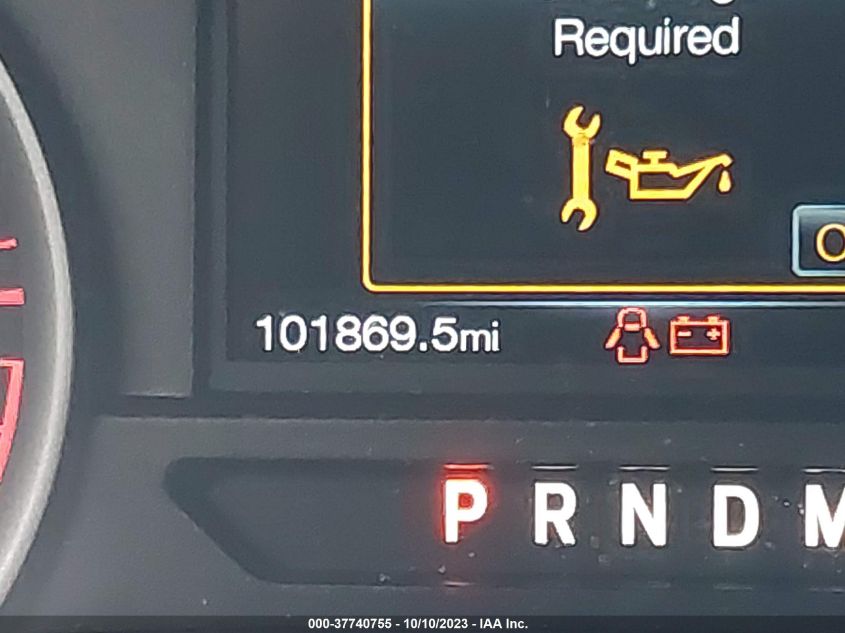 Required
101869.5mi
P R N D M
000-37740755 - 10/10/2023 - IAA Inc.